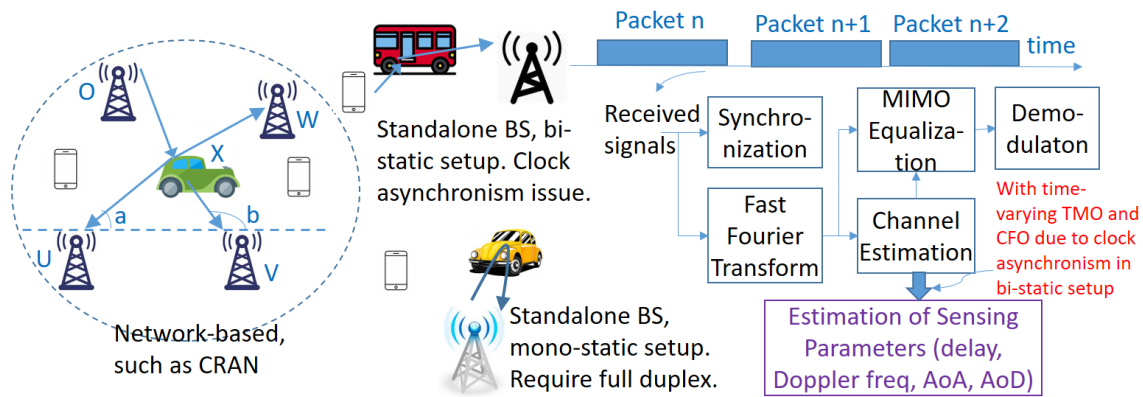 O
W
X
a
b
U
V
Network-based,
such as CRAN
Standalone BS, bi-
static setup. Clock
asynchronism issue.
Standalone BS,
mono-static setup.
Require full duplex.
Packet n
Packet n+1
Packet n+2
time
Received
signals
Synchro-
nization
Fast
Fourier
Transform
MIMO
Equaliza-
tion
Channel
Estimation
Demo-
dulaton
With time-
varying TMO and
CFO due to clock
asynchronism in
bi-static setup
Estimation of Sensing
Parameters (delay,
Doppler freq, AoA, AoD)